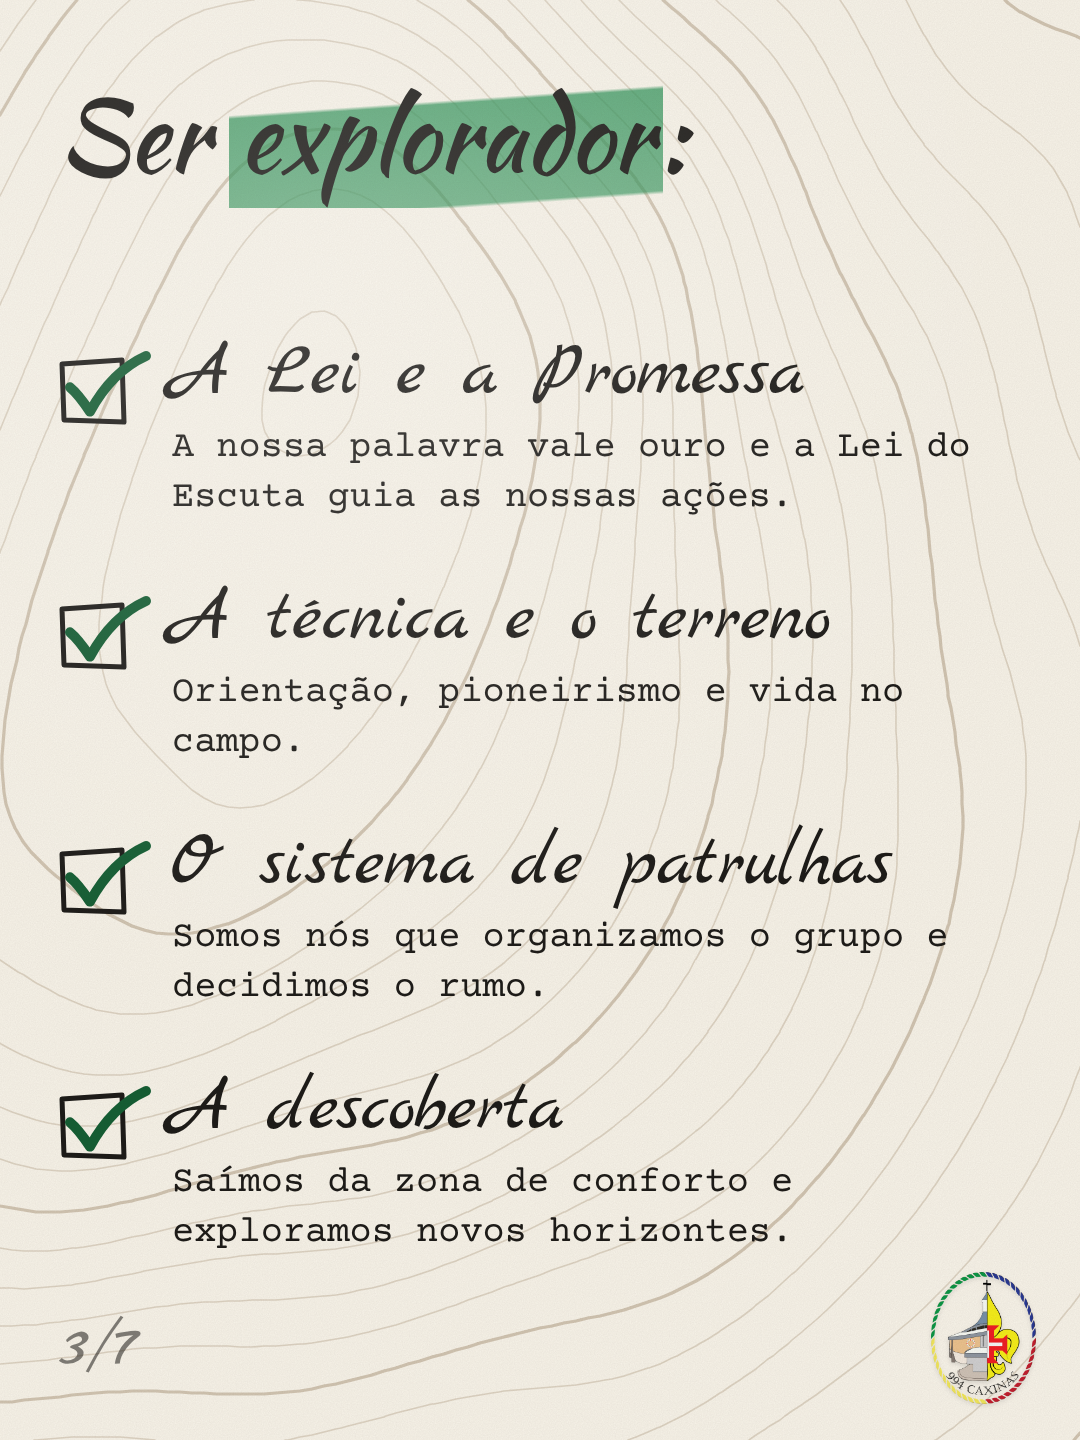 Ser explorador:
A Lei e a Promessa
A nossa palavra vale ouro e a Lei do
Escuta guia as nossas ações.
A técnica e o terreno
Orientação, pioneirismo e vida no
campo.
O sistema de patrulhas
Somos nós que organizamos o grupo e
decidimos o rumo.
A descoberta
Saímos da zona de conforto e
exploramos novos horizontes.
3/7
994 CAXINAS